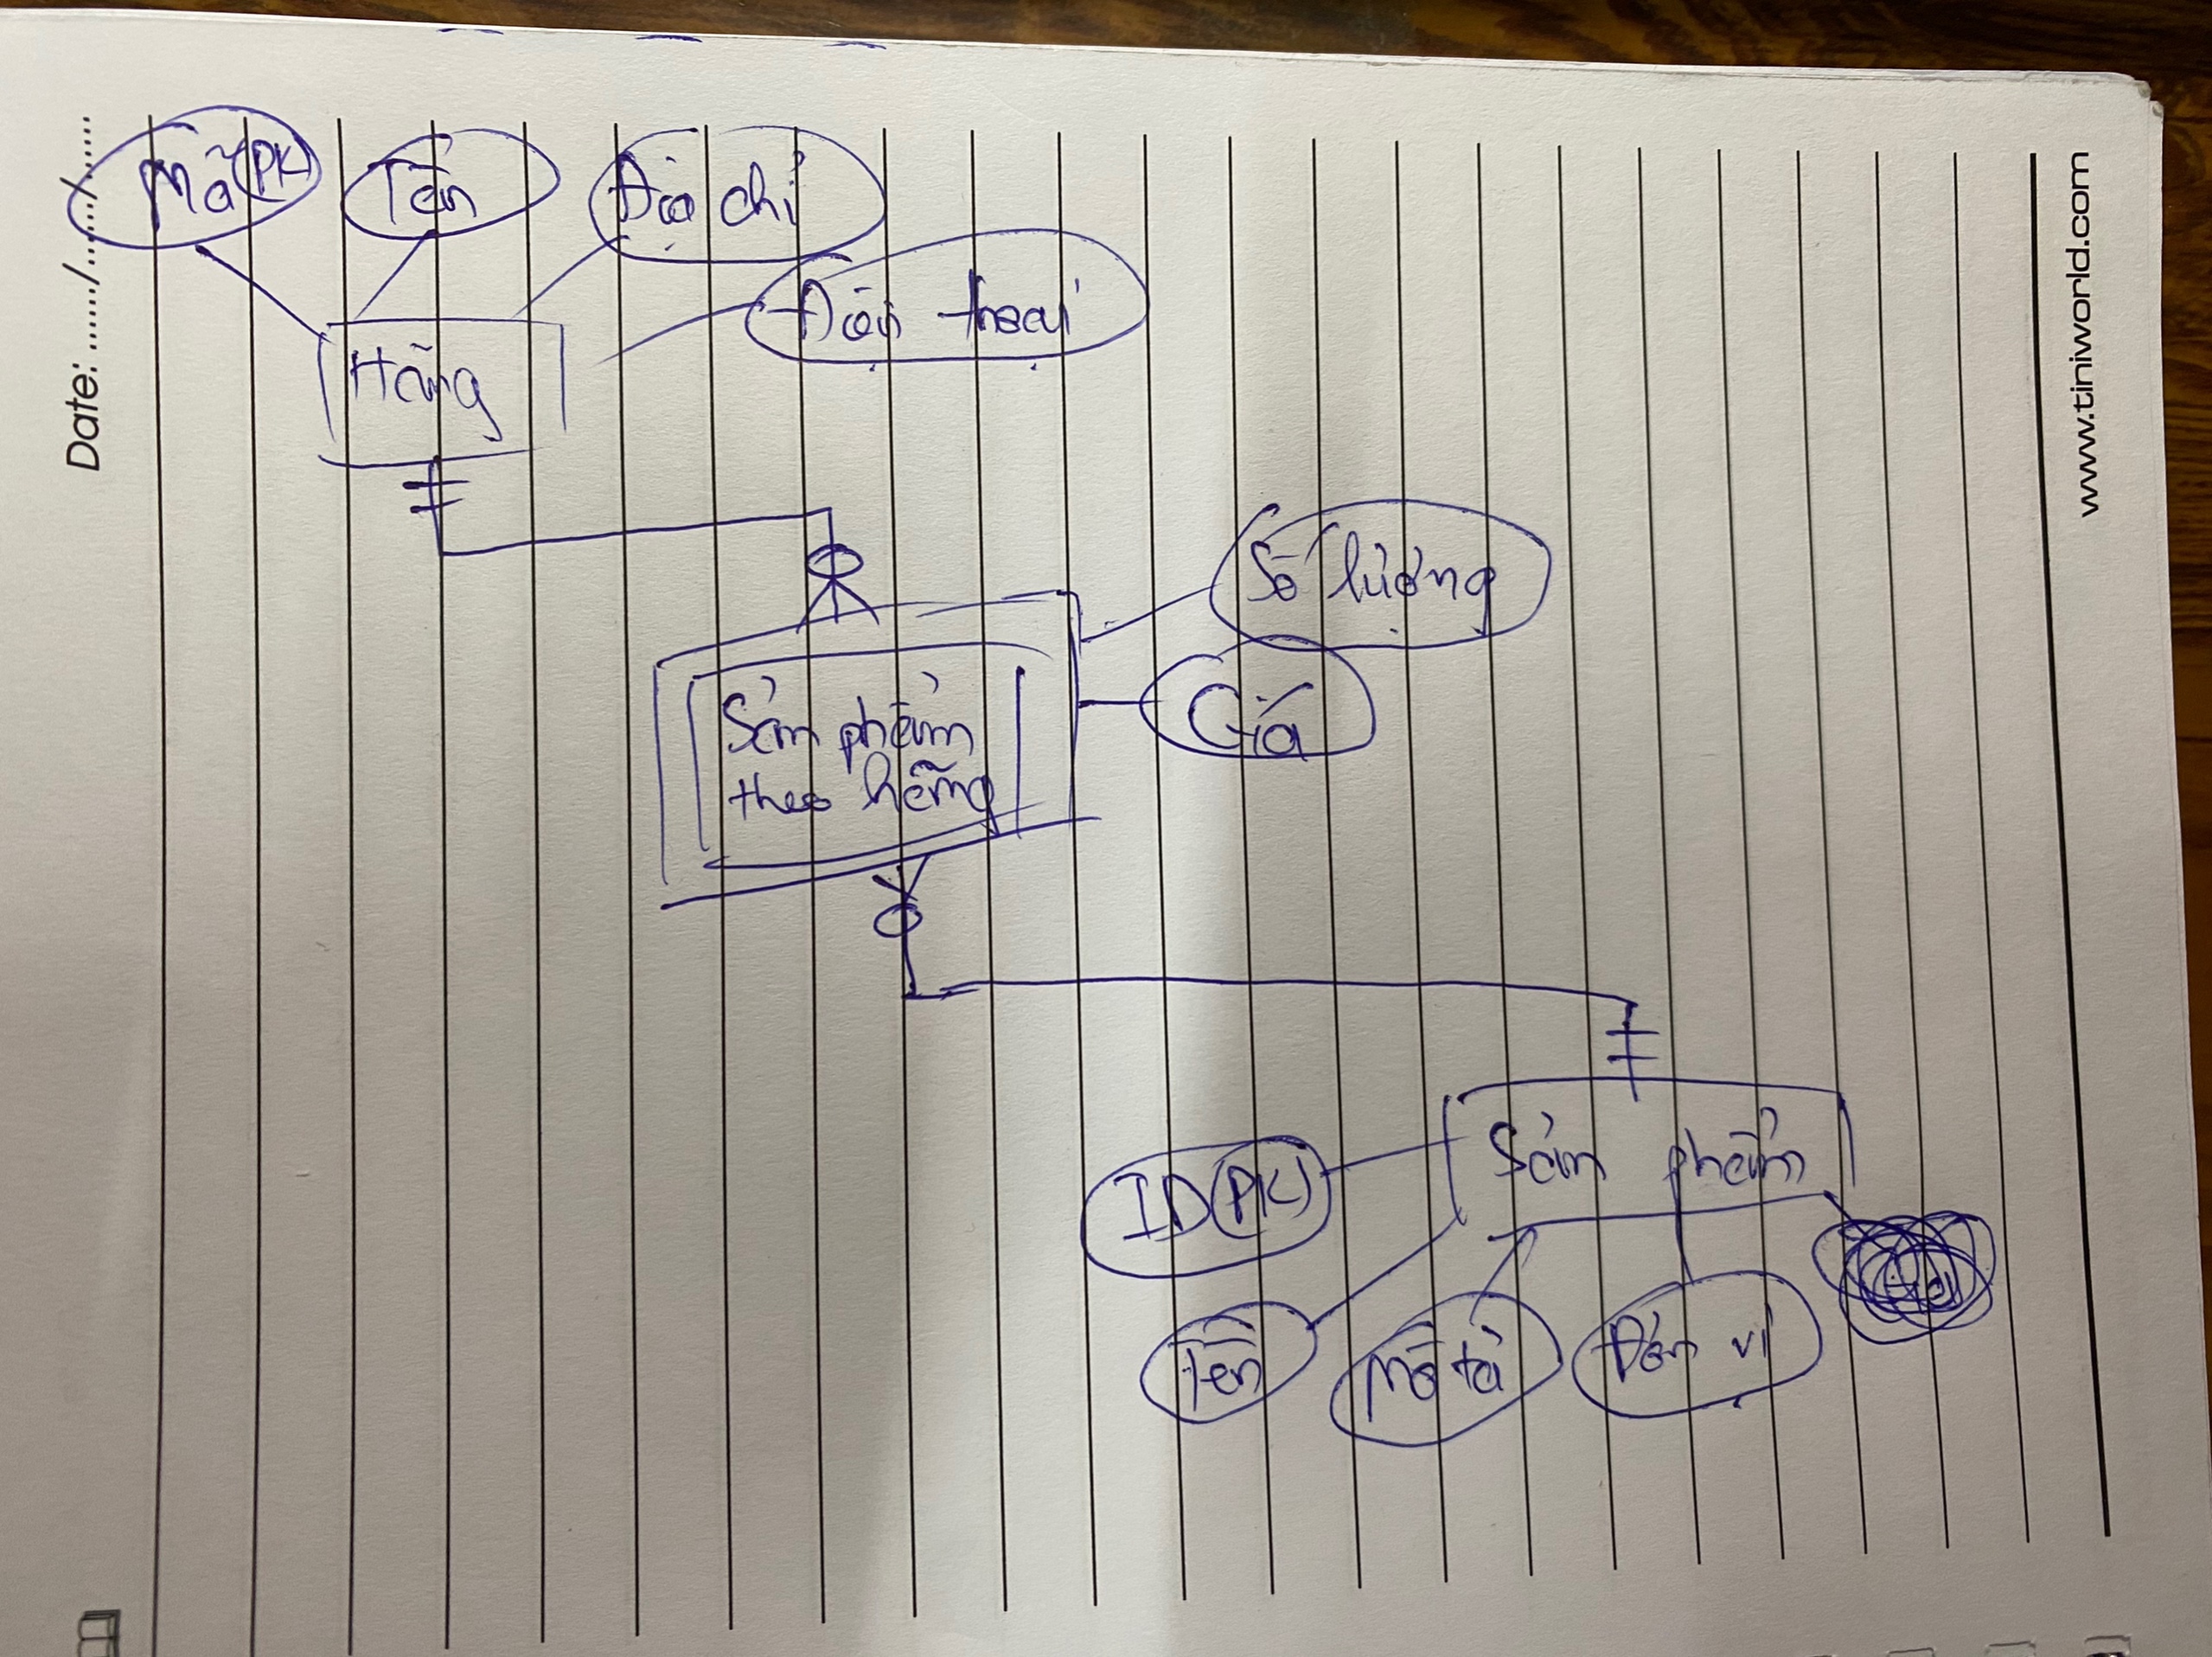 Mã (PK)
Tên
Địa chỉ
Điện thoại
Hãng
Số lượng
Giá
Sản phẩm
theo hãng
Sản phẩm
ID (PK)
Tên
Mô tả
Đơn vị
Date: ....../....../......
www.tiniworld.com